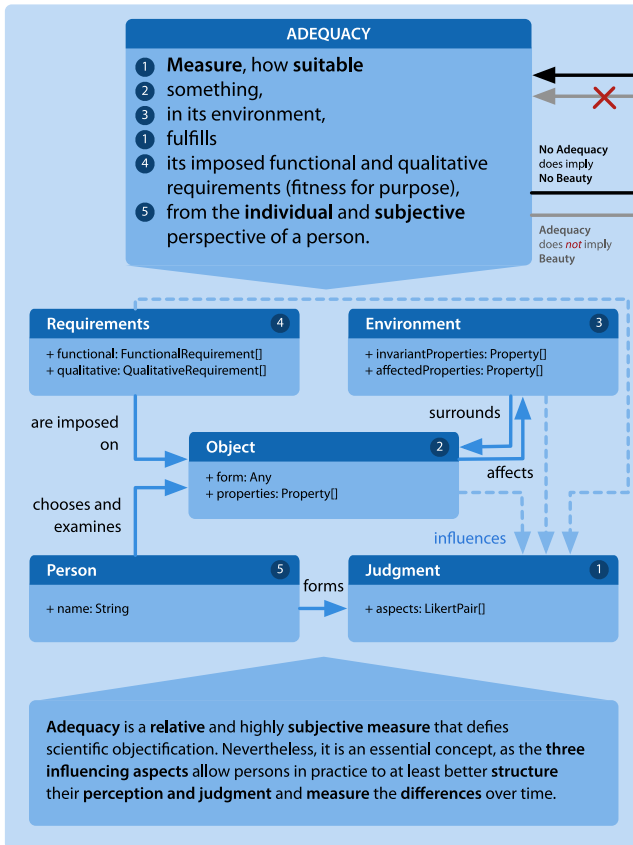 ADEQUACY
1 Measure, how suitable
2 something,
3 in its environment,
1 fulfills
4 its imposed functional and qualitative
requirements (fitness for purpose),
5 from the individual and subjective
perspective of a person.
No Adequacy
does imply
No Beauty
Adequacy
does not imply
Beauty
Requirements 4
+ functional: FunctionalRequirement[]
+ qualitative: QualitativeRequirement[]
Environment 3
+ invariantProperties: Property[]
+ affectedProperties: Property[]
are imposed
on
surrounds
Object 2
+ form: Any
+ properties: Property[]
affects
chooses and
examines
influences
Person 5
+ name: String
forms
Judgment 1
+ aspects: LikertPair[]
Adequacy is a relative and highly subjective measure that defies
scientific objectification. Nevertheless, it is an essential concept, as the three
influencing aspects allow persons in practice to at least better structure
their perception and judgment and measure the differences over time.